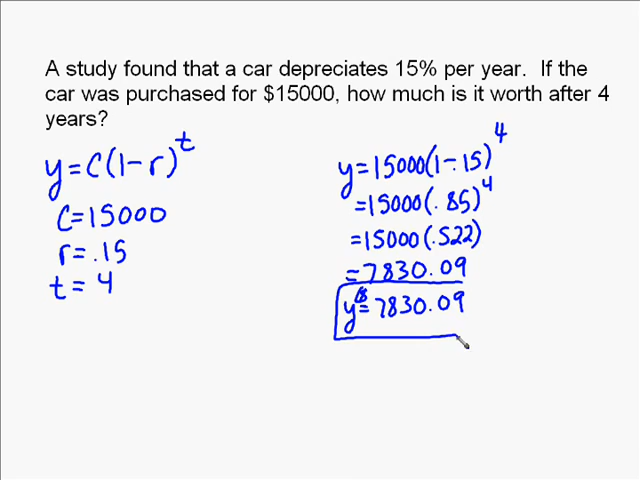 A study found that a car depreciates 15% per year. If the
car was purchased for $15000, how much is it worth after 4
years?
y=C(1-r)^t
C=15000
r=.15
t=4
y=15000(1-.15)^4
=15000(.85)^4
=15000(.522)
=7830.09
y=7830.09